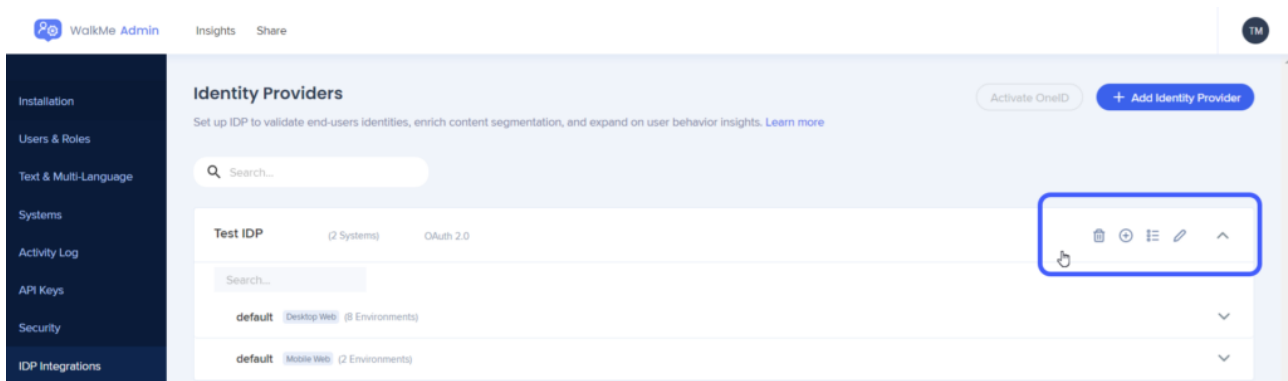 WalkMe Admin Insights Share TM
Installation
Users & Roles
Text & Multi-Language
Systems
Activity Log
API Keys
Security
IDP Integrations
Identity Providers
Activate OneID
+ Add Identity Provider
Set up IDP to validate end-users identities, enrich content segmentation, and expand on user behavior insights. Learn more
Search...
Test IDP (2 Systems) OAuth 2.0
Search...
default Desktop Web (8 Environments)
default Mobile Web (2 Environments)